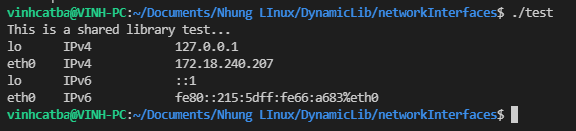 vinhcatba@VINH-PC:~/Documents/Nhung LInux/DynamicLib/networkInterfaces$ ./test
This is a shared library test...
lo IPv4 127.0.0.1
eth0 IPv4 172.18.240.207
lo IPv6 ::1
eth0 IPv6 fe80::215:5dff:fe66:a683%eth0
vinhcatba@VINH-PC:~/Documents/Nhung LInux/DynamicLib/networkInterfaces$